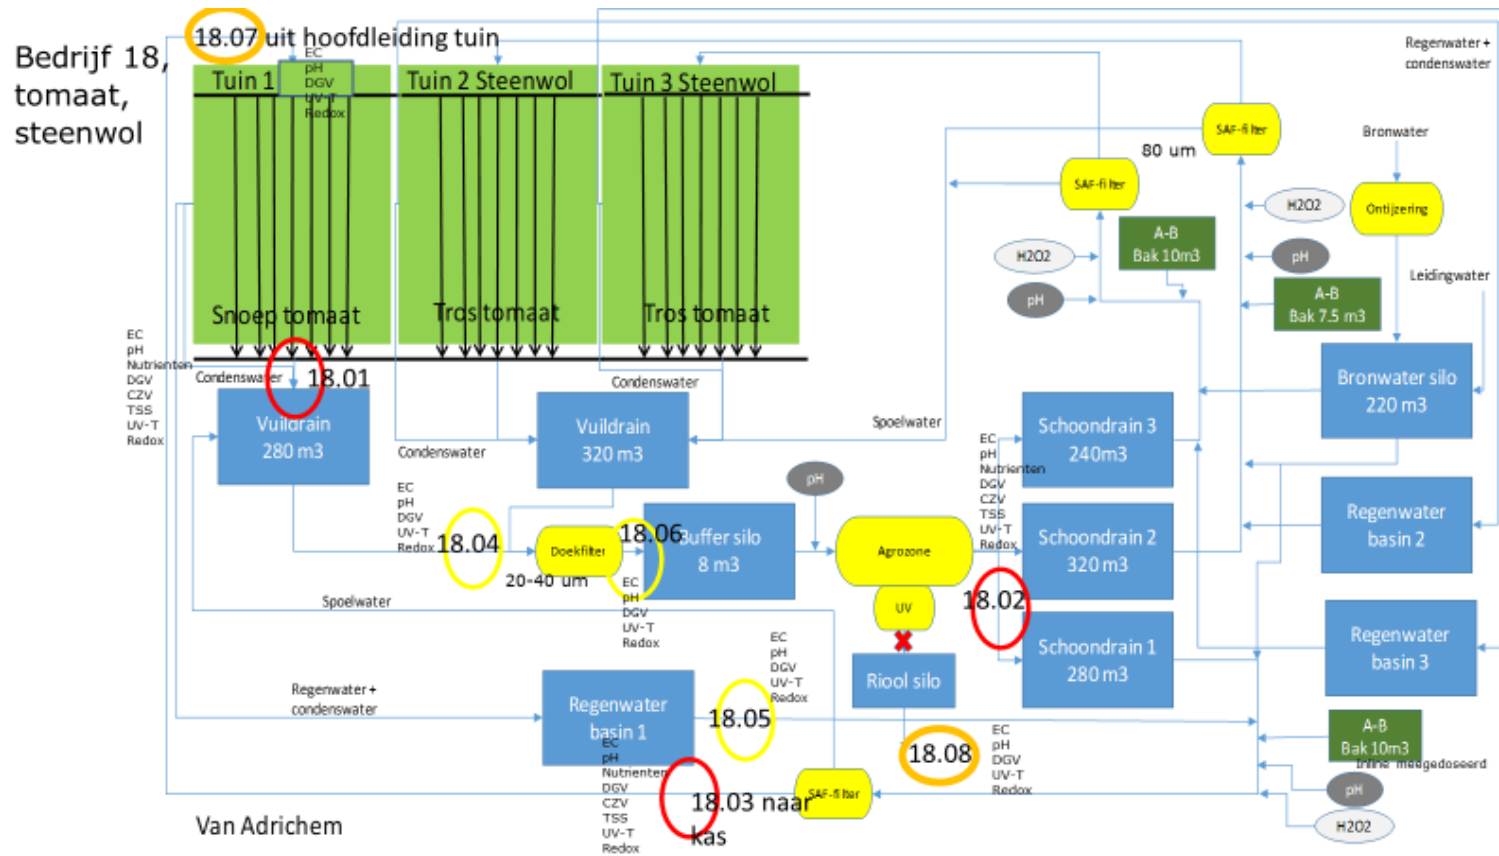 Bedrijf 18,
tomaat,
steenwol
18.07 uit hoofdleiding tuin
EC
pH
DGV
UV-T
Redox
Tuin 1
Tuin 2 Steenwol
Tuin 3 Steenwol
Snoep tomaat
Tros tomaat
Tros tomaat
Regenwater +
condenswater
SAF-filter
80 um
SAF-filter
Bronwater
Ontijzering
H2O2
pH
A-B
Bak 10m3
H2O2
pH
Leidingwater
A-B
Bak 7.5 m3
EC
pH
Nutrienten
DGV
CZV
TSS
UV-T
Redox
Condenswater
18.01
Condenswater
Vuildrain
280 m3
Vuildrain
320 m3
Condenswater
Spoelwater
Bronwater silo
220 m3
Schoondrain 3
240m3
EC
pH
Nutrienten
DGV
CZV
TSS
UV-T
Redox
EC
pH
DGV
UV-T
Redox
18.04
Doekfilter
20-40 um
18.06
Buffer silo
8 m3
EC
pH
DGV
UV-T
Redox
pH
Agrozone
UV
18.02
Schoondrain 2
320 m3
Regenwater
basin 2
Schoondrain 1
280 m3
Regenwater
basin 3
Riool silo
Spoelwater
EC
pH
DGV
UV-T
Redox
Regenwater +
condenswater
Regenwater
basin 1
18.05
18.08
EC
pH
DGV
UV-T
Redox
A-B
Bak 10m3
Inline meegedoseerd
pH
H2O2
EC
pH
Nutrienten
DGV
CZV
TSS
UV-T
Redox
18.03 naar
kas
SAF-filter
Van Adrichem